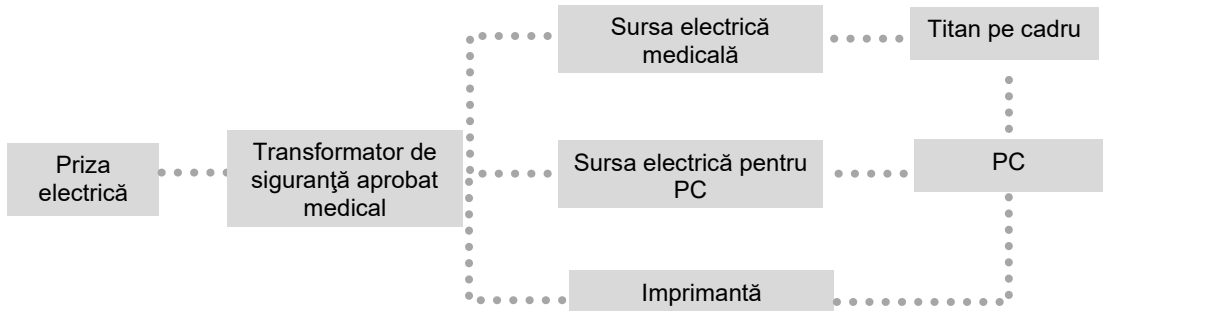 Sursa electrică
medicală
Titan pe cadru
Priza
electrică
Transformator de
siguranţă aprobat
medical
Sursa electrică pentru
PC
PC
Imprimantă